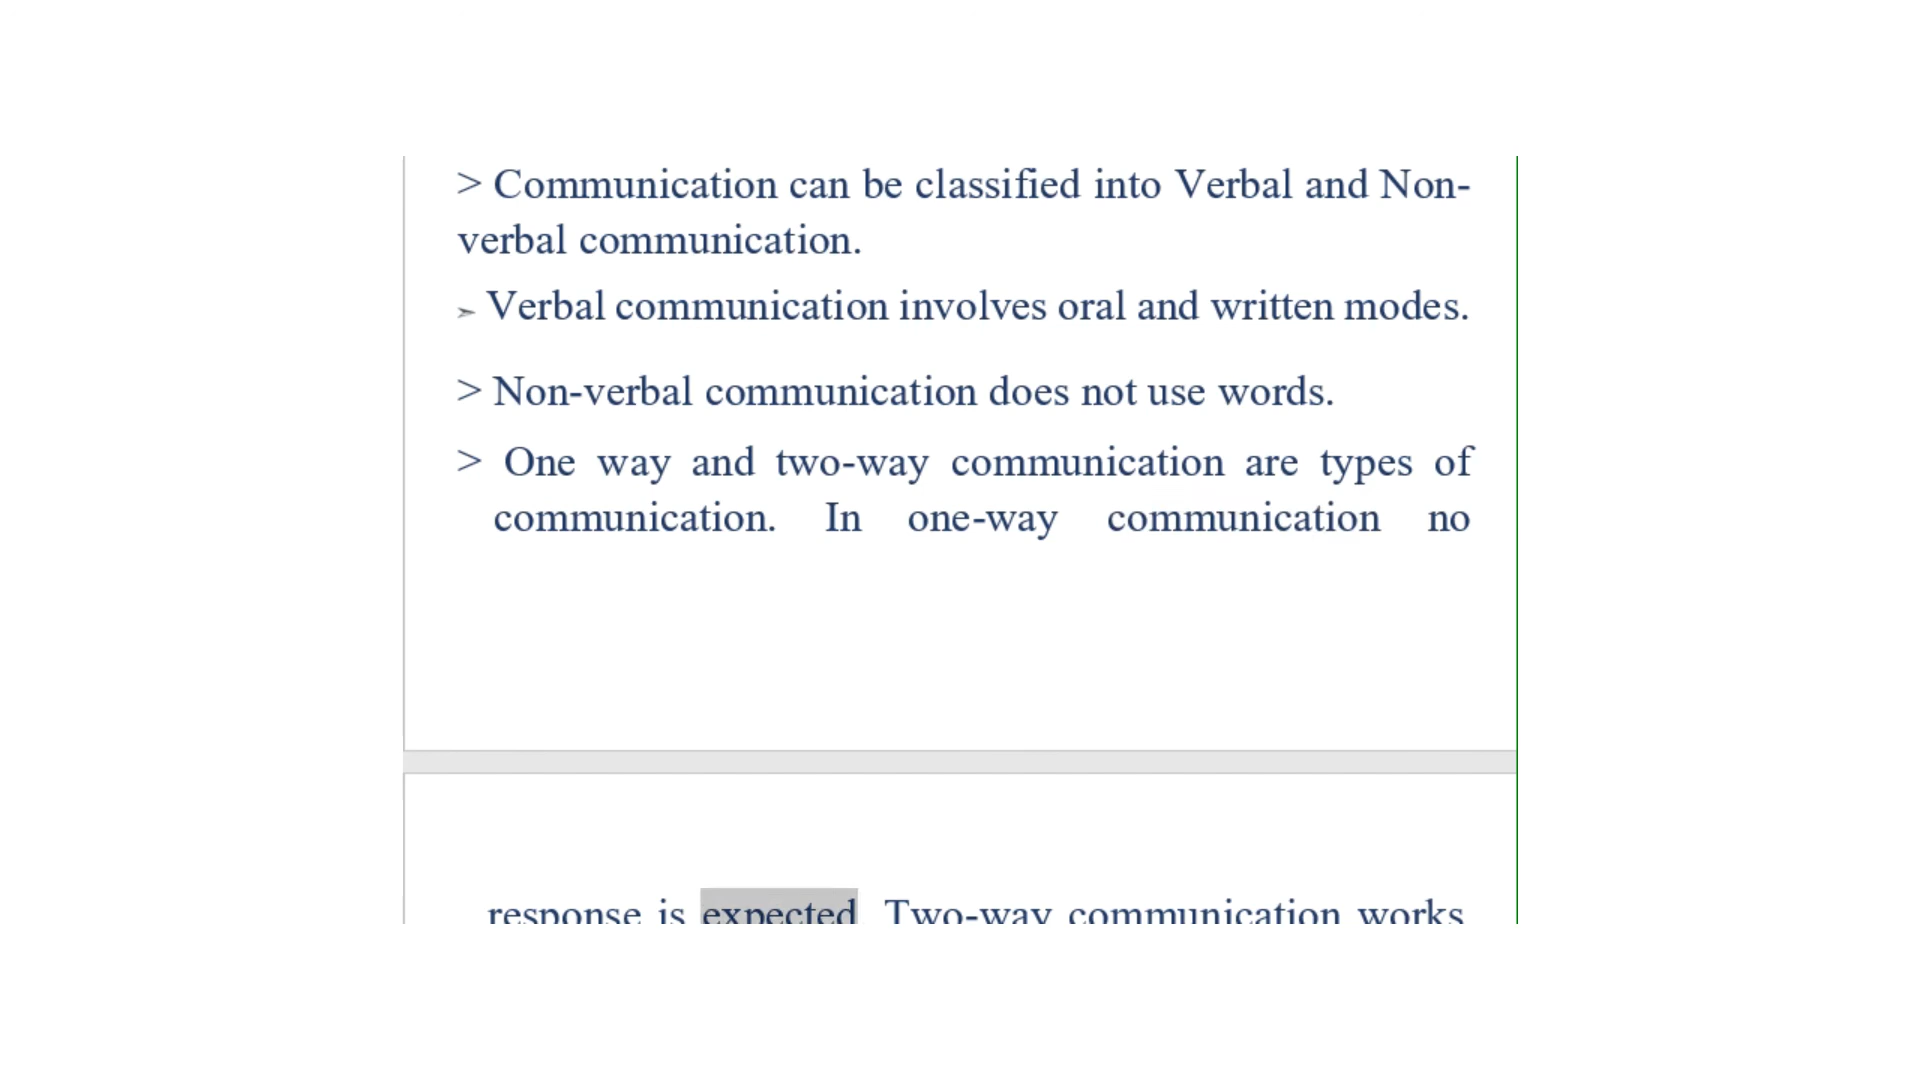 > Communication can be classified into Verbal and Non-
verbal communication.
➢ Verbal communication involves oral and written modes.
> Non-verbal communication does not use words.
> One way and two-way communication are types of
communication. In one-way communication no
response is expected Two-way communication works